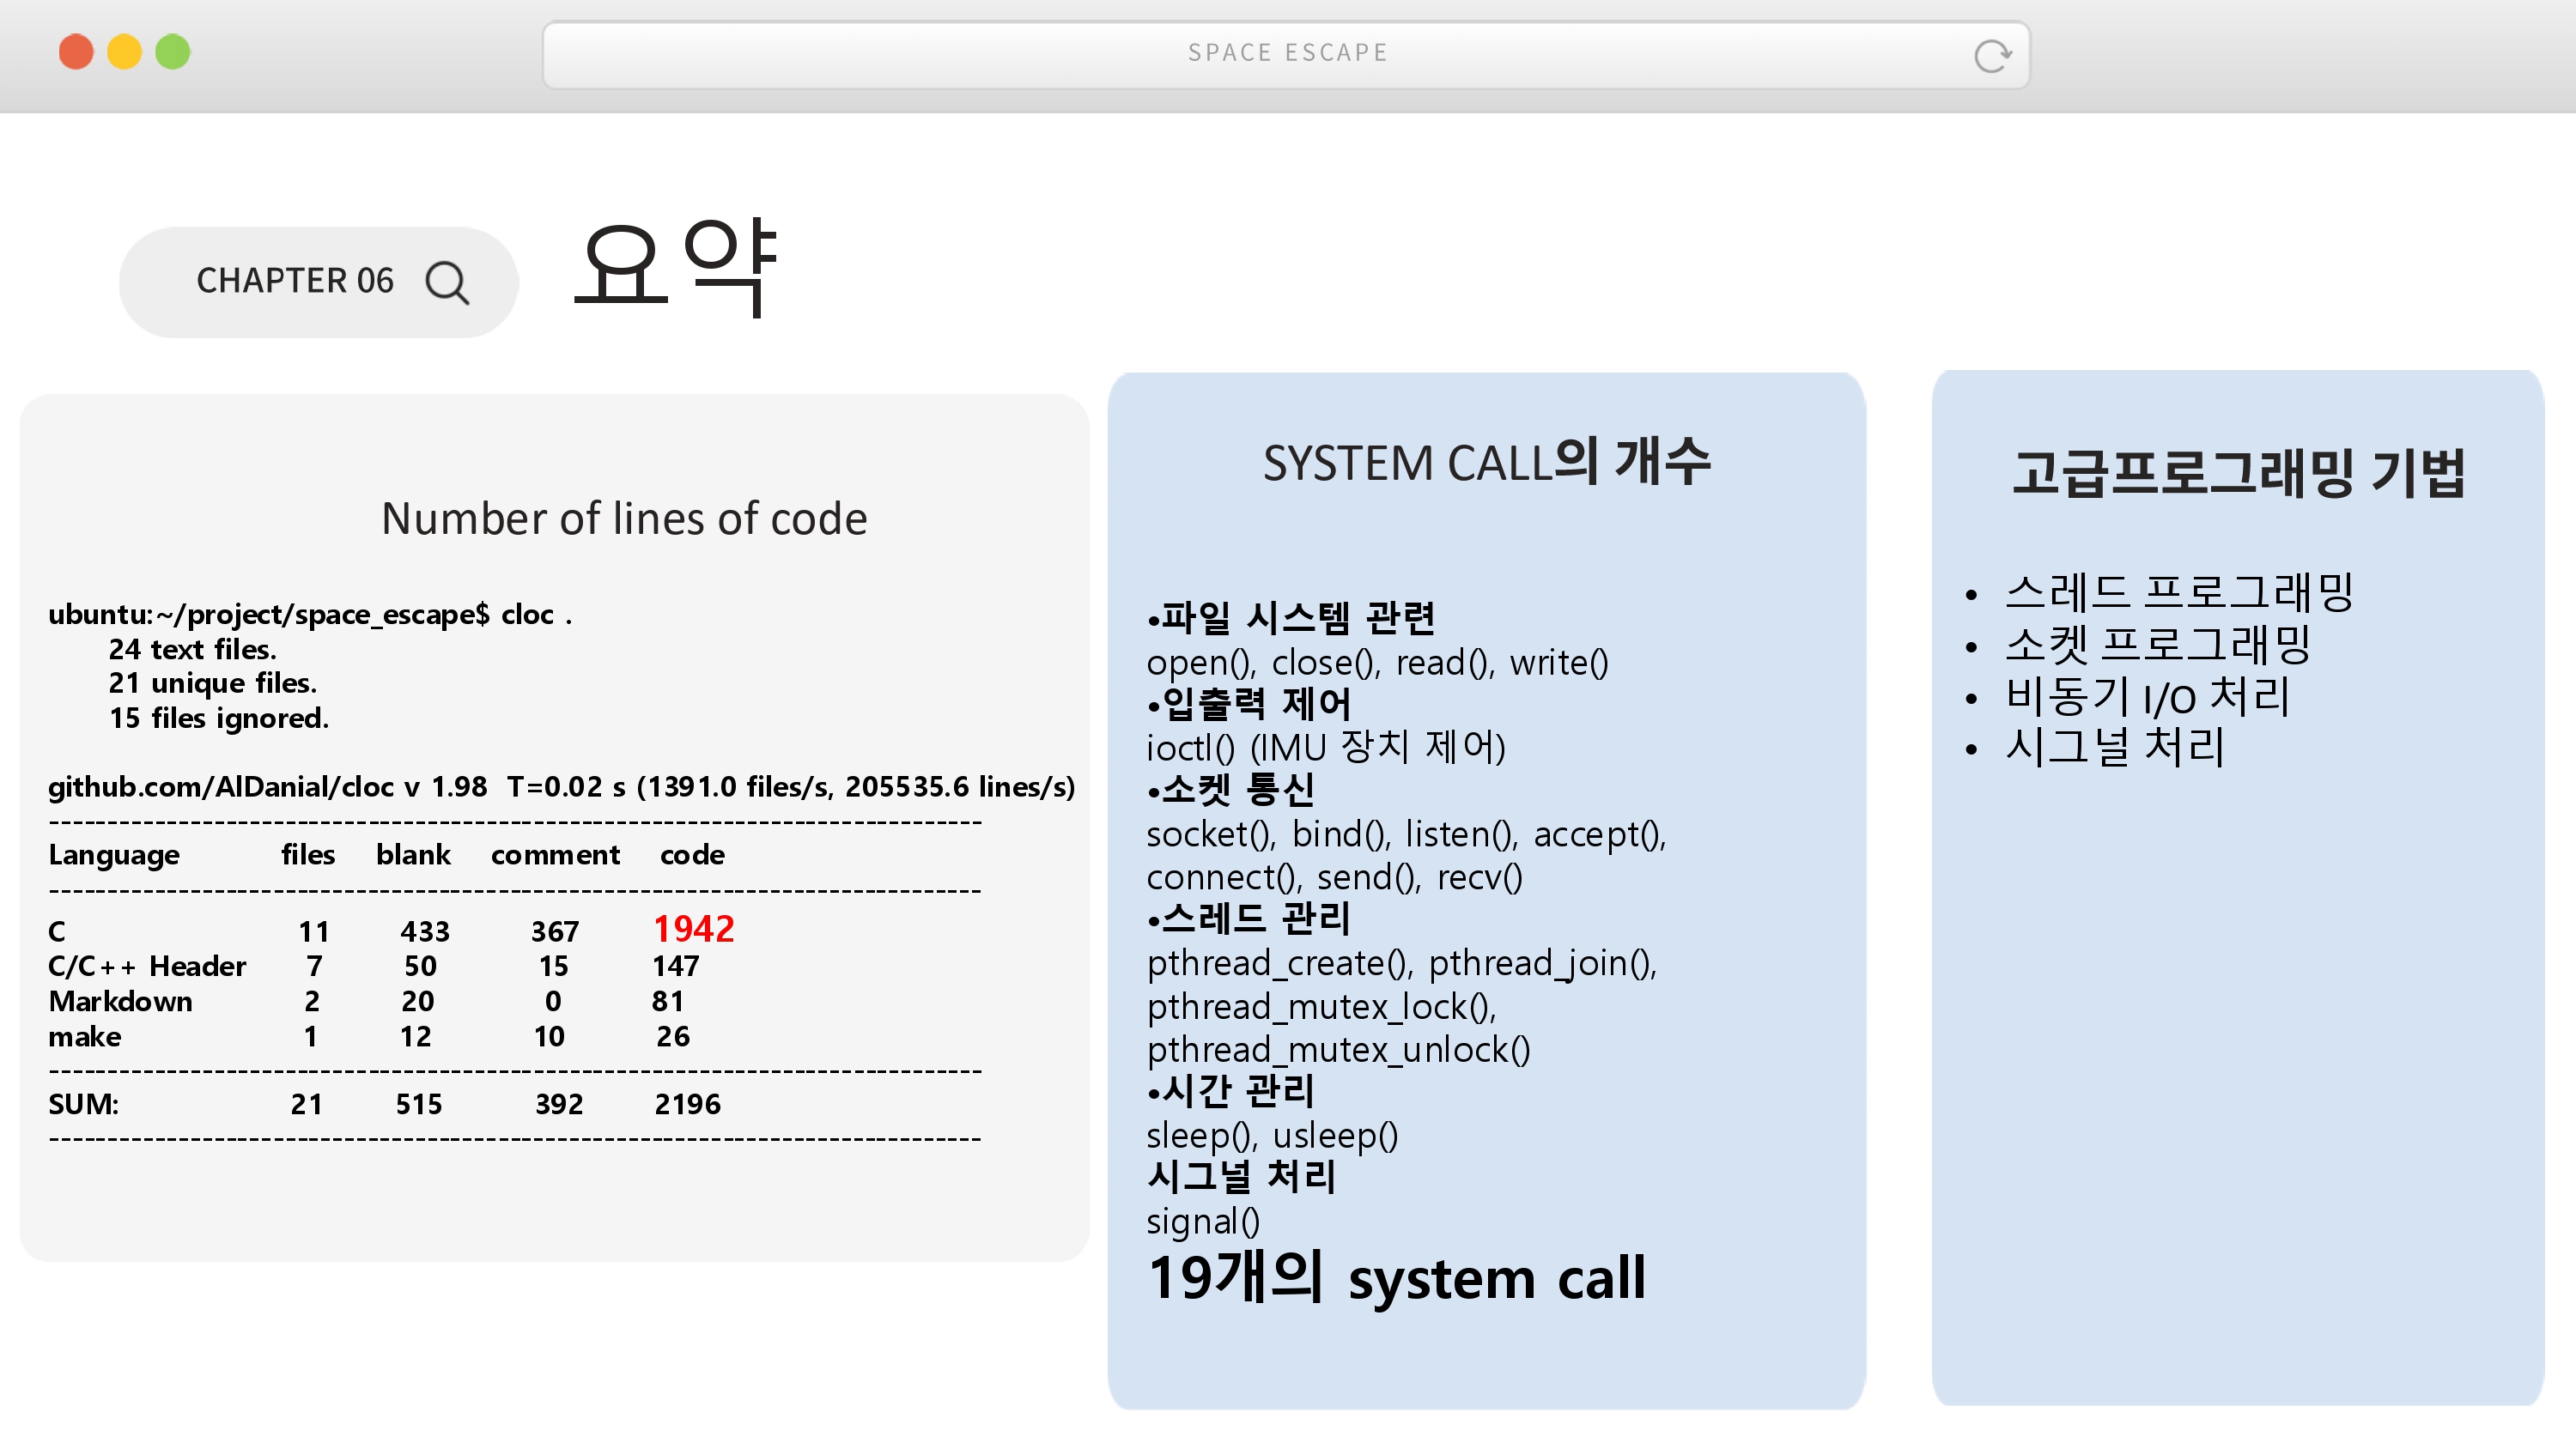 SPACE ESCAPE
CHAPTER 06
요약
Number of lines of code
ubuntu:~/project/space_escape$ cloc .
24 text files.
21 unique files.
15 files ignored.
github.com/AlDanial/cloc v 1.98 T=0.02 s (1391.0 files/s, 205535.6 lines/s)
--------------------------------------------------------------------------------
Language files blank comment code
--------------------------------------------------------------------------------
C 11 433 367 1942
C/C++ Header 7 50 15 147
Markdown 2 20 0 81
make 1 12 10 26
--------------------------------------------------------------------------------
SUM: 21 515 392 2196
--------------------------------------------------------------------------------
SYSTEM CALL의 개수
•파일 시스템 관련
open(), close(), read(), write()
•입출력 제어
ioctl() (IMU 장치 제어)
•소켓 통신
socket(), bind(), listen(), accept(),
connect(), send(), recv()
•스레드 관리
pthread_create(), pthread_join(),
pthread_mutex_lock(),
pthread_mutex_unlock()
•시간 관리
sleep(), usleep()
시그널 처리
signal()
19개의 system call
고급프로그래밍 기법
• 스레드 프로그래밍
• 소켓 프로그래밍
• 비동기 I/O 처리
• 시그널 처리